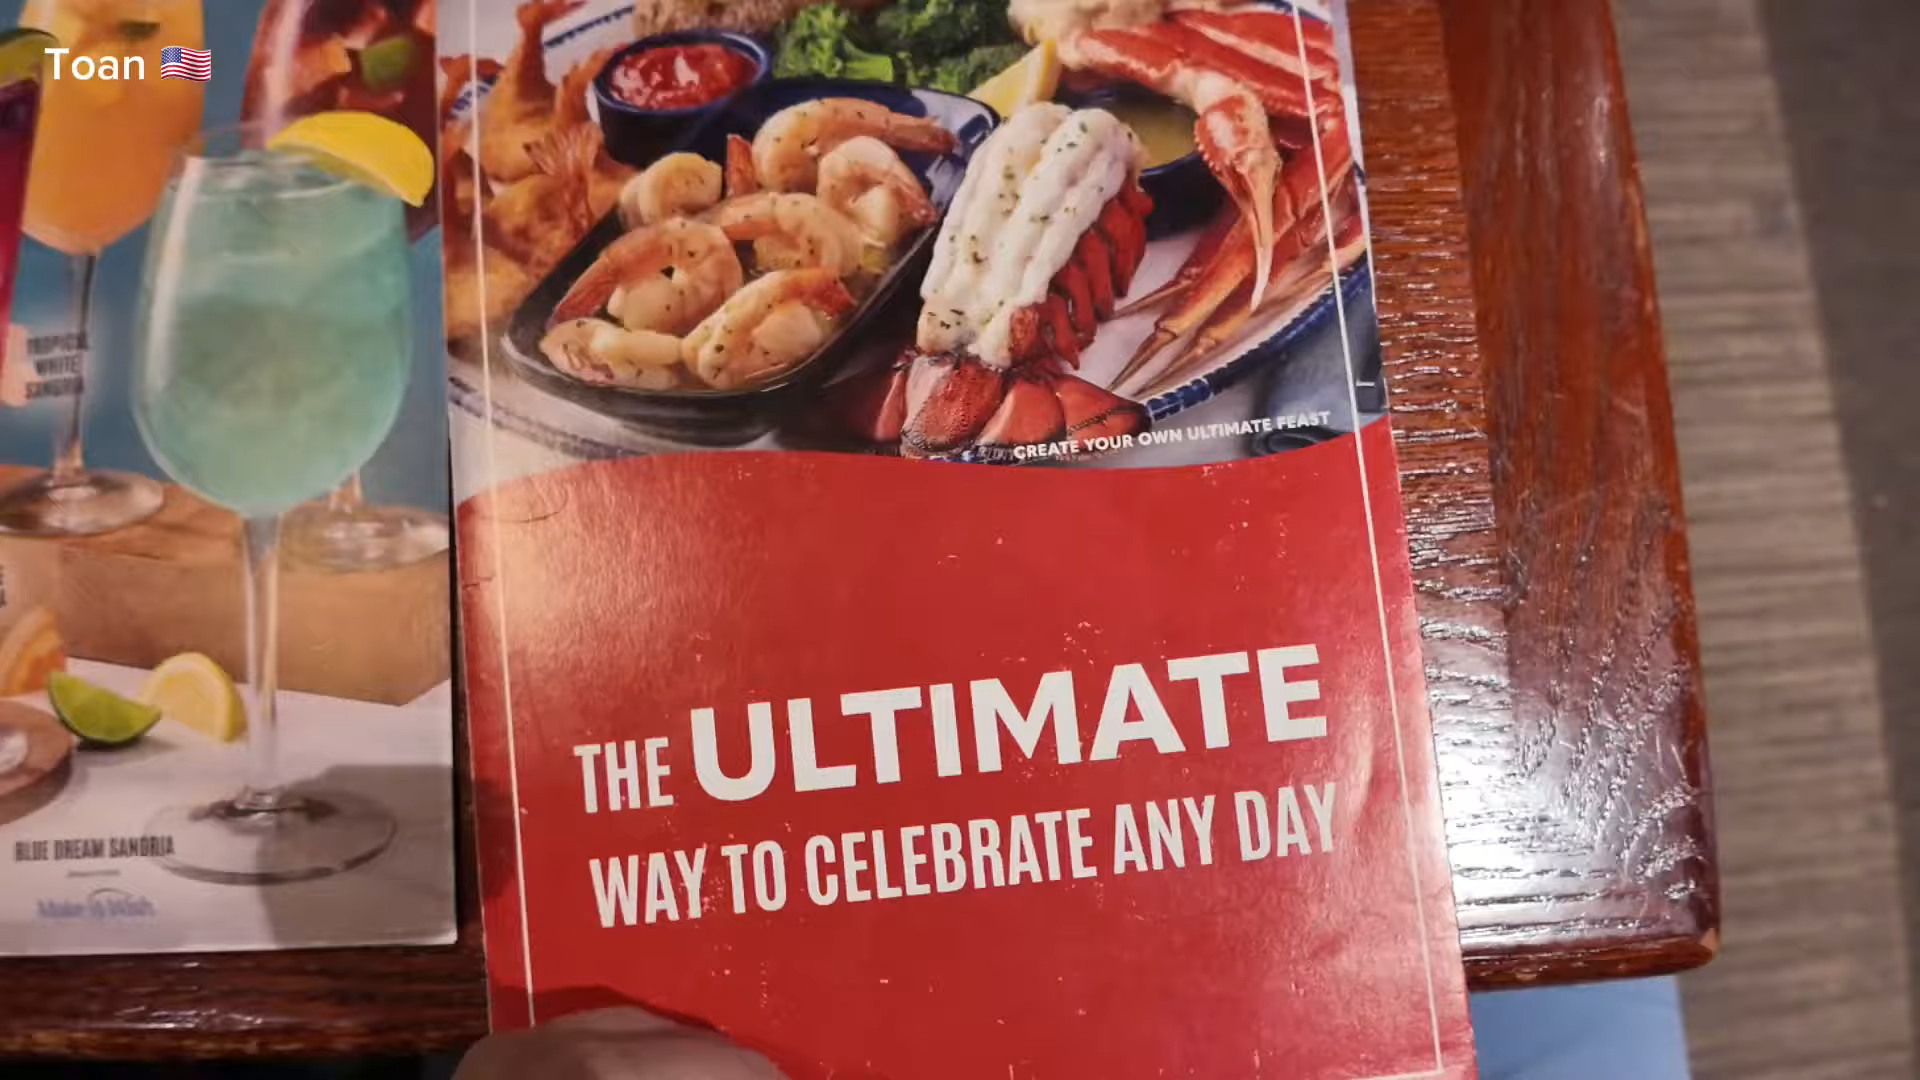 Toan 🇺🇸
TROPICAL
WHITE
SANGRIA
CREATE YOUR OWN ULTIMATE FEAST
THE ULTIMATE
WAY TO CELEBRATE ANY DAY
BLUE DREAM SANGRIA